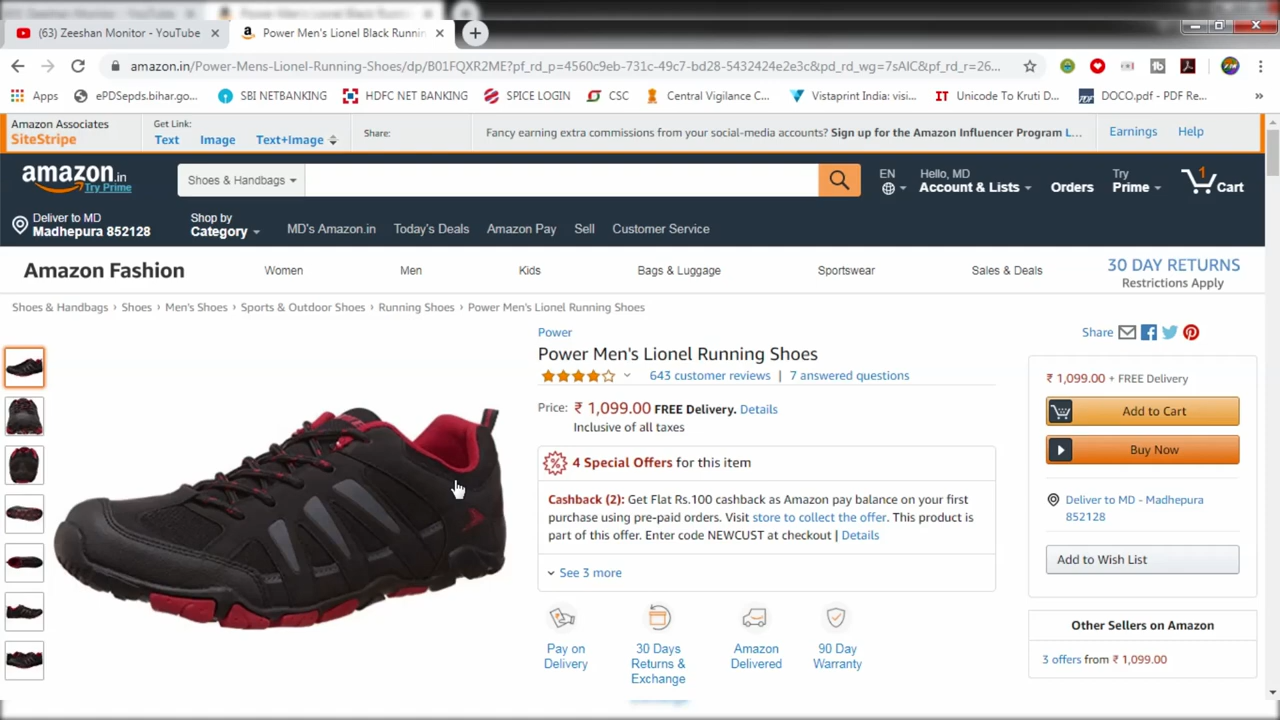 (63) Zeeshan Monitor - YouTube
Power Men's Lionel Black Runnin
amazon.in/Power-Mens-Lionel-Running-Shoes/dp/B01FQXR2ME?pf_rd_p=4560c9eb-731c-49c7-bd28-5432424e2e3c&pd_rd_wg=7sAIC&pf_rd_r=26...
Apps ePDSepds.bihar.go... SBI NETBANKING HDFC NET BANKING SPICE LOGIN CSC Central Vigilance C... Vistaprint India: visi... IT Unicode To Kruti D... DOCO.pdf - PDF Re... »
Amazon Associates
SiteStripe
Get Link:
Text Image Text+Image
Share:
Fancy earning extra commissions from your social-media accounts? Sign up for the Amazon Influencer Program L...
Earnings Help
amazon.in
Try Prime
Shoes & Handbags
EN
Hello, MD
Account & Lists
Orders
Try
Prime
1
Cart
Deliver to MD
Madhepura 852128
Shop by
Category
MD's Amazon.in Today's Deals Amazon Pay Sell Customer Service
Amazon Fashion
Women Men Kids Bags & Luggage Sportswear Sales & Deals
30 DAY RETURNS
Restrictions Apply
Shoes & Handbags › Shoes › Men's Shoes › Sports & Outdoor Shoes › Running Shoes › Power Men's Lionel Running Shoes
Power
Power Men's Lionel Running Shoes
643 customer reviews | 7 answered questions
Price: ₹ 1,099.00 FREE Delivery. Details
Inclusive of all taxes
4 Special Offers for this item
Cashback (2): Get Flat Rs.100 cashback as Amazon pay balance on your first
purchase using pre-paid orders. Visit store to collect the offer. This product is
part of this offer. Enter code NEWCUST at checkout | Details
See 3 more
Pay on
Delivery
30 Days
Returns &
Exchange
Amazon
Delivered
90 Day
Warranty
Share
₹ 1,099.00 + FREE Delivery
Add to Cart
Buy Now
Deliver to MD - Madhepura
852128
Add to Wish List
Other Sellers on Amazon
3 offers from ₹ 1,099.00